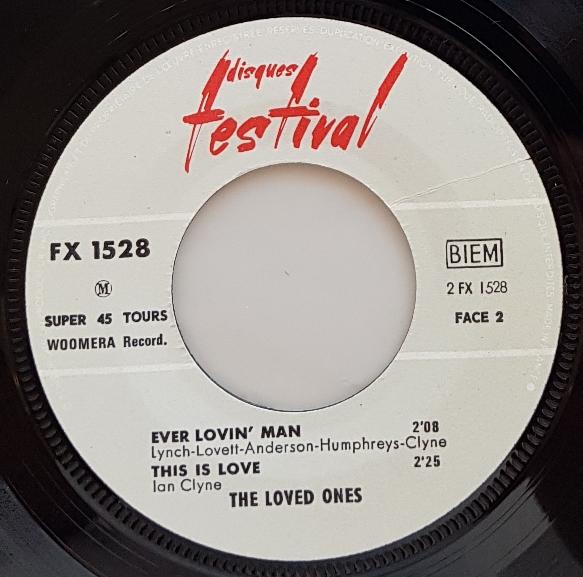 disques
festival
FX 1528
M
SUPER 45 TOURS
WOOMERA Record.
BIEM
2 FX 1528
FACE 2
EVER LOVIN' MAN 2'08
Lynch-Lovett-Anderson-Humphreys-Clyne
THIS IS LOVE 2'25
Ian Clyne
THE LOVED ONES